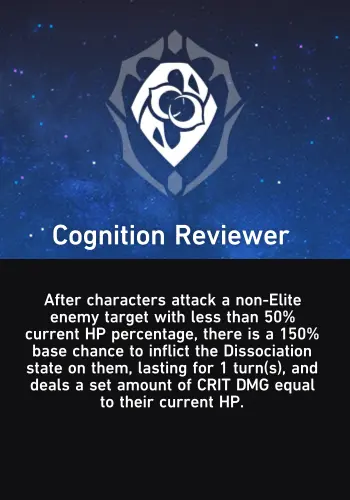 Cognition Reviewer
After characters attack a non-Elite
enemy target with less than 50%
current HP percentage, there is a 150%
base chance to inflict the Dissociation
state on them, lasting for 1 turn(s), and
deals a set amount of CRIT DMG equal
to their current HP.